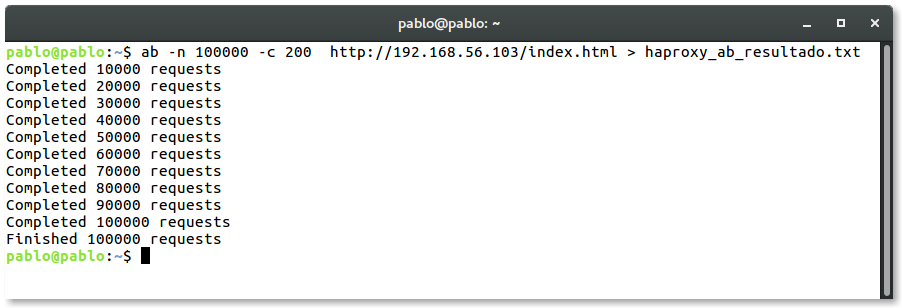 pablo@pablo: ~
pablo@pablo:~$ ab -n 100000 -c 200  http://192.168.56.103/index.html > haproxy_ab_resultado.txt
Completed 10000 requests
Completed 20000 requests
Completed 30000 requests
Completed 40000 requests
Completed 50000 requests
Completed 60000 requests
Completed 70000 requests
Completed 80000 requests
Completed 90000 requests
Completed 100000 requests
Finished 100000 requests
pablo@pablo:~$